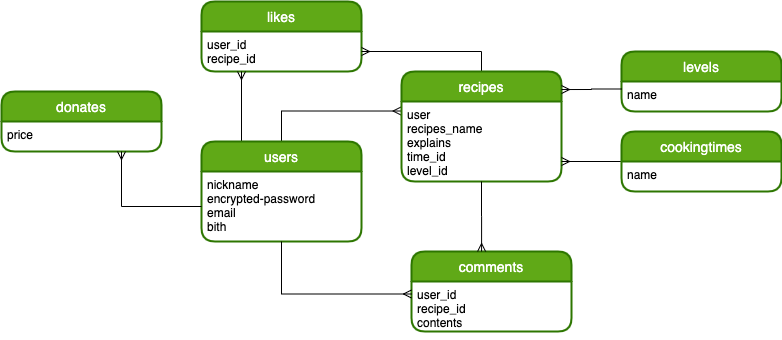 likes
user_id
recipe_id
donates
price
users
nickname
encrypted-password
email
bith
recipes
user
recipes_name
explains
time_id
level_id
levels
name
cookingtimes
name
comments
user_id
recipe_id
contents